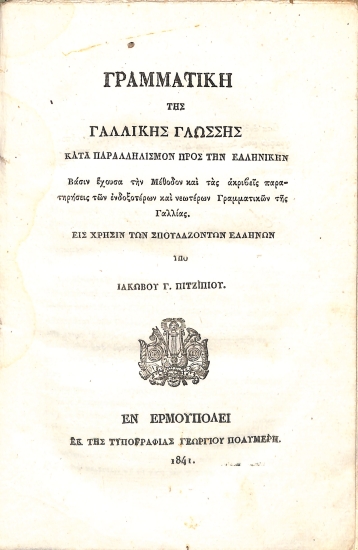 ΓΡΑΜΜΑΤΙΚΗ
ΤΗΣ
ΓΑΛΛΙΚΗΣ ΓΛΩΣΣΗΣ
ΚΑΤΑ ΠΑΡΑΛΛΗΛΙΣΜΟΝ ΠΡΟΣ ΤΗΝ ΕΛΛΗΝΙΚΗΝ
Βάσιν ἔχουσα τὴν Μέθοδον καὶ τὰς ἀκριβεῖς παρα-
τηρήσεις τῶν ἐνδοξοτέρων καὶ νεωτέρων Γραμματικῶν τῆς
Γαλλίας.
ΕΙΣ ΧΡΗΣΙΝ ΤΩΝ ΣΠΟΥΔΑΖΟΝΤΩΝ ΕΛΛΗΝΩΝ
ΥΠΟ
ΙΑΚΩΒΟΥ Γ. ΠΙΤΖΙΠΙΟΥ.
ΕΝ ΕΡΜΟΥΠΟΛΕΙ
ΕΚ ΤΗΣ ΤΥΠΟΓΡΑΦΙΑΣ ΓΕΩΡΓΙΟΥ ΠΟΛΥΜΕΡΗ.
1841.